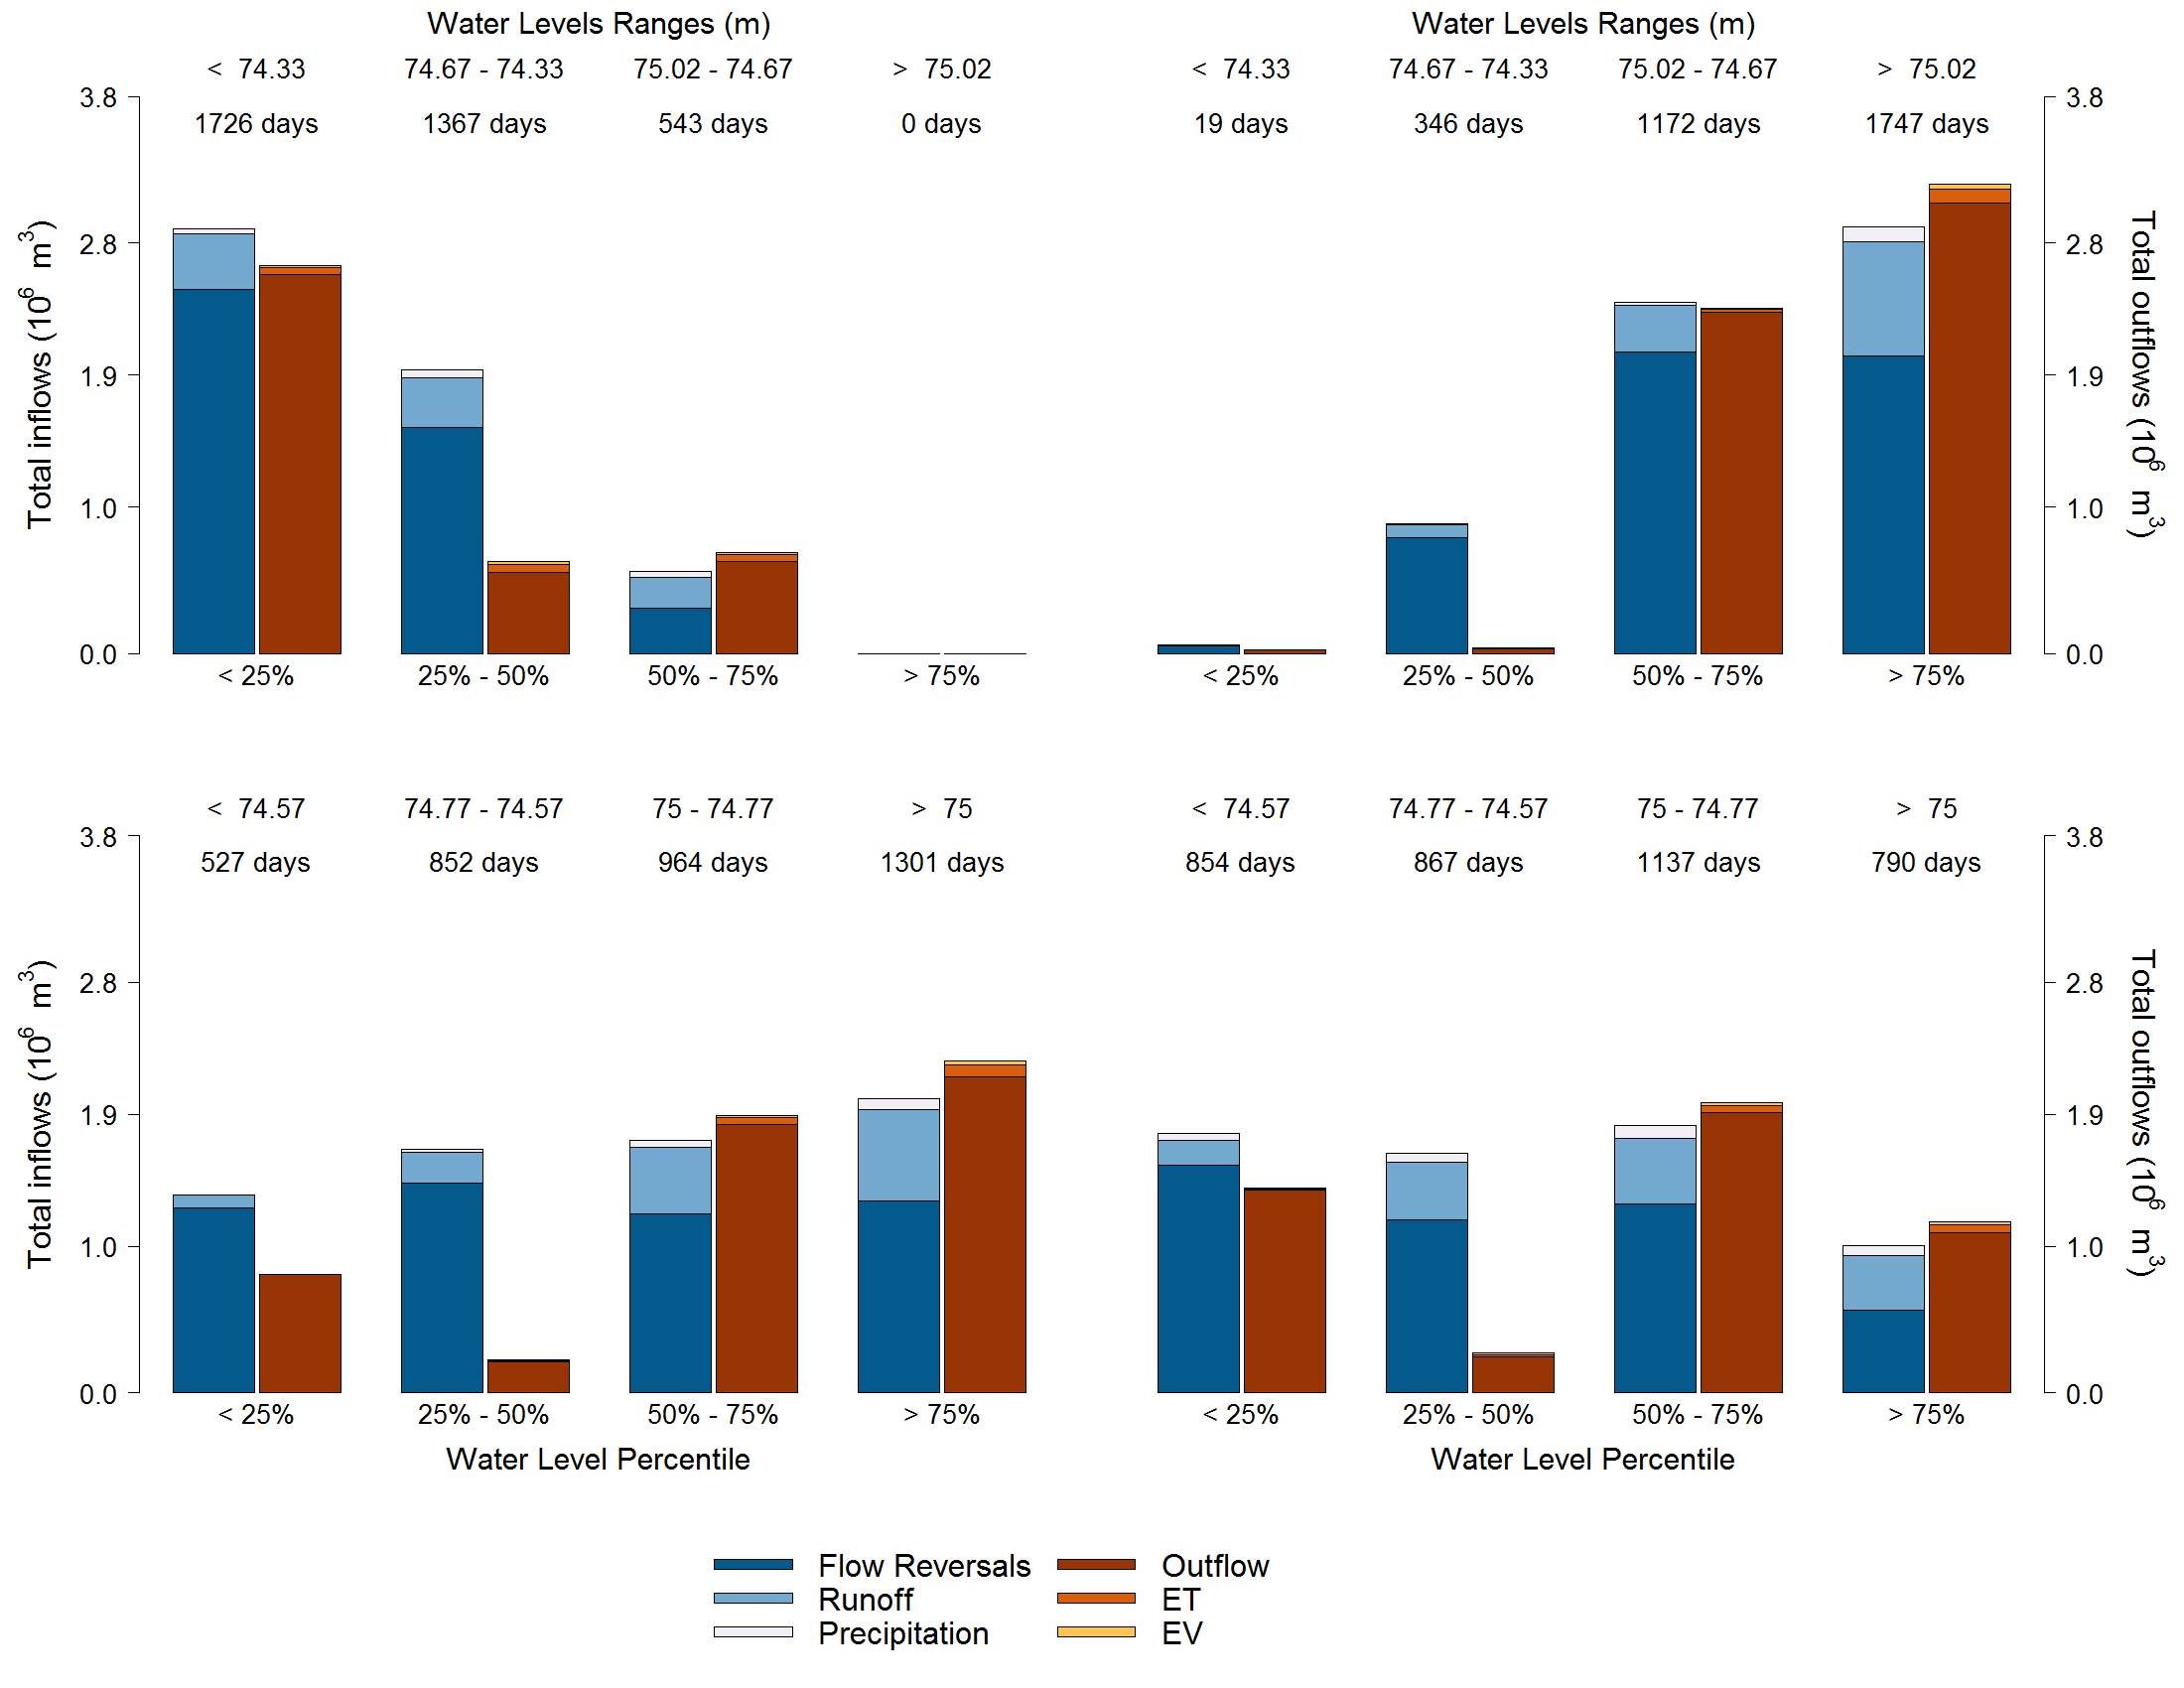 Water Levels Ranges (m) Water Levels Ranges (m)
< 74.33 74.67 - 74.33 75.02 - 74.67 > 75.02 < 74.33 74.67 - 74.33 75.02 - 74.67 > 75.02
3.8 1726 days 1367 days 543 days 0 days 19 days 346 days 1172 days 1747 days 3.8
2.8 2.8
1.9 1.9
1.0 1.0
0.0 0.0
Total inflows (10⁶ m³)
Total outflows (10⁶ m³)
< 25% 25% - 50% 50% - 75% > 75% < 25% 25% - 50% 50% - 75% > 75%
< 74.57 74.77 - 74.57 75 - 74.77 > 75 < 74.57 74.77 - 74.57 75 - 74.77 > 75
3.8 527 days 852 days 964 days 1301 days 854 days 867 days 1137 days 790 days 3.8
2.8 2.8
1.9 1.9
1.0 1.0
0.0 0.0
Total inflows (10⁶ m³)
Total outflows (10⁶ m³)
< 25% 25% - 50% 50% - 75% > 75% < 25% 25% - 50% 50% - 75% > 75%
Water Level Percentile Water Level Percentile
Flow Reversals Outflow
Runoff ET
Precipitation EV